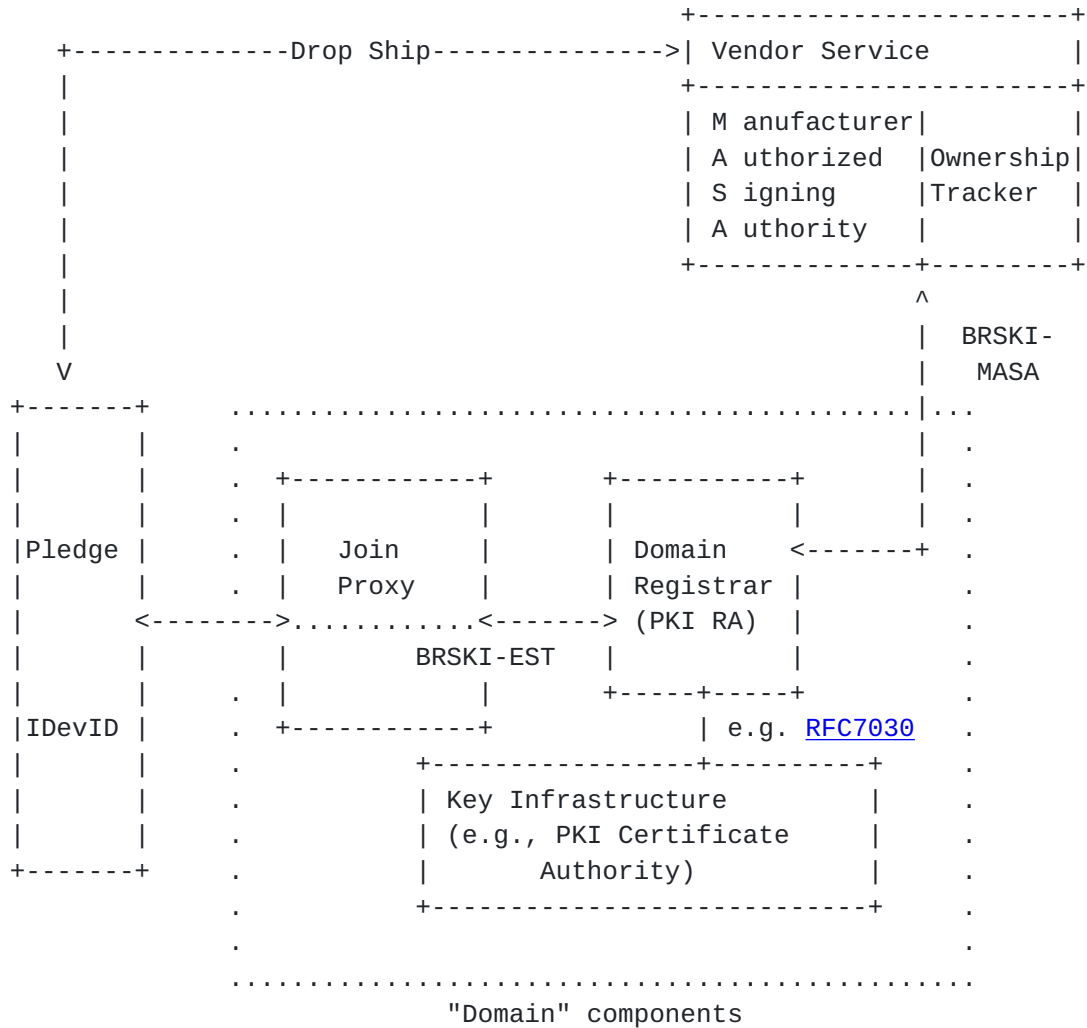 Drop Ship
Vendor Service
M anufacturer
A uthorized Ownership
S igning Tracker
A uthority
BRSKI-
MASA
Pledge Join Domain
Proxy Registrar
(PKI RA)
BRSKI-EST
IDevID e.g. RFC7030
Key Infrastructure
(e.g., PKI Certificate
Authority)
"Domain" components